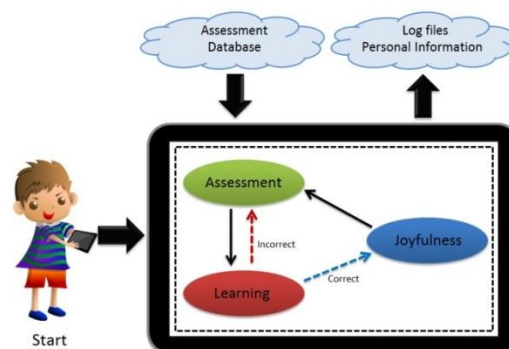 Assessment
Database
Log files
Personal Information
Assessment
Incorrect
Joyfulness
Learning
Correct
Start